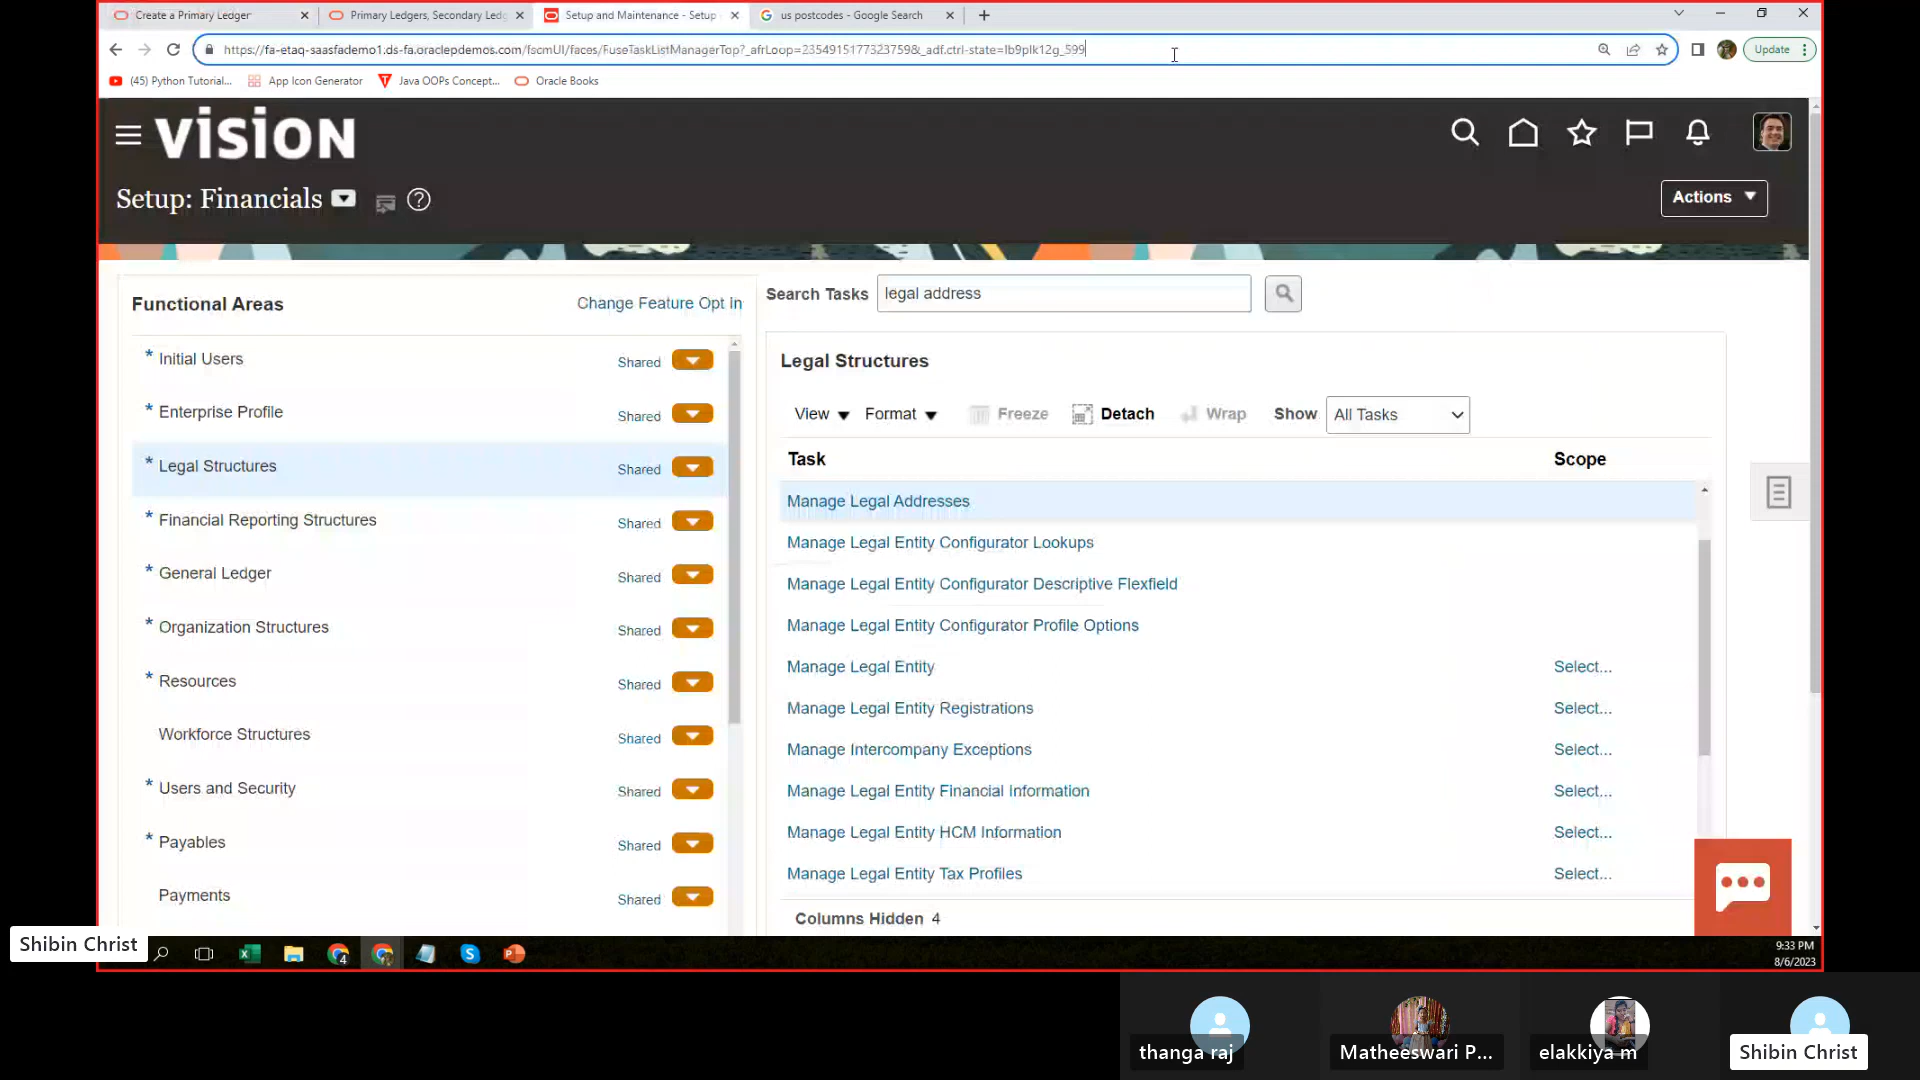 Create a Primary Ledger
Primary Ledgers, Secondary Led
Setup and Maintenance - Setup
us postcodes - Google Search
https://fa-etaq-saasfademo1.ds-fa.oraclepdemos.com/fscmUI/faces/FuseTaskListManagerTop?_afrLoop=23549151773237598&_adf.ctrl-state=lb9plk12g_599
Update
(45) Python Tutorial...
App Icon Generator
Java OOPs Concept...
Oracle Books
VISION
Setup: Financials
Actions
Functional Areas
Change Feature Opt In
Search Tasks
legal address
Initial Users
Shared
Enterprise Profile
Shared
Legal Structures
Shared
Financial Reporting Structures
Shared
General Ledger
Shared
Organization Structures
Shared
Resources
Shared
Workforce Structures
Shared
Users and Security
Shared
Payables
Shared
Payments
Shared
Legal Structures
View
Format
Freeze
Detach
Wrap
Show
All Tasks
Task
Scope
Manage Legal Addresses
Manage Legal Entity Configurator Lookups
Manage Legal Entity Configurator Descriptive Flexfield
Manage Legal Entity Configurator Profile Options
Manage Legal Entity
Select...
Manage Legal Entity Registrations
Select...
Manage Intercompany Exceptions
Select...
Manage Legal Entity Financial Information
Select...
Manage Legal Entity HCM Information
Select...
Manage Legal Entity Tax Profiles
Select...
Columns Hidden 4
Shibin Christ
9:33 PM
8/6/2023
thanga raj
Matheeswari P...
elakkiya m
Shibin Christ